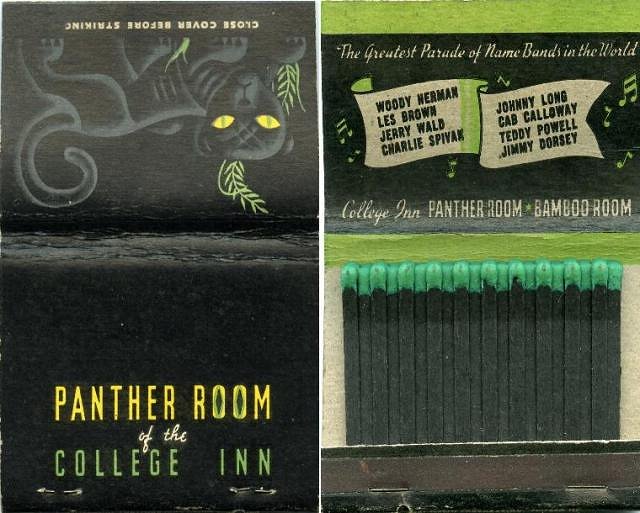 CLOSE COVER BEFORE STRIKING
PANTHER ROOM
of the
COLLEGE INN
The Greatest Parade of Name Bands in the World
WOODY HERMAN
LES BROWN
JERRY WALD
CHARLIE SPIVAK
JOHNNY LONG
CAB CALLOWAY
TEDDY POWELL
JIMMY DORSEY
College Inn PANTHER ROOM * BAMBOO ROOM